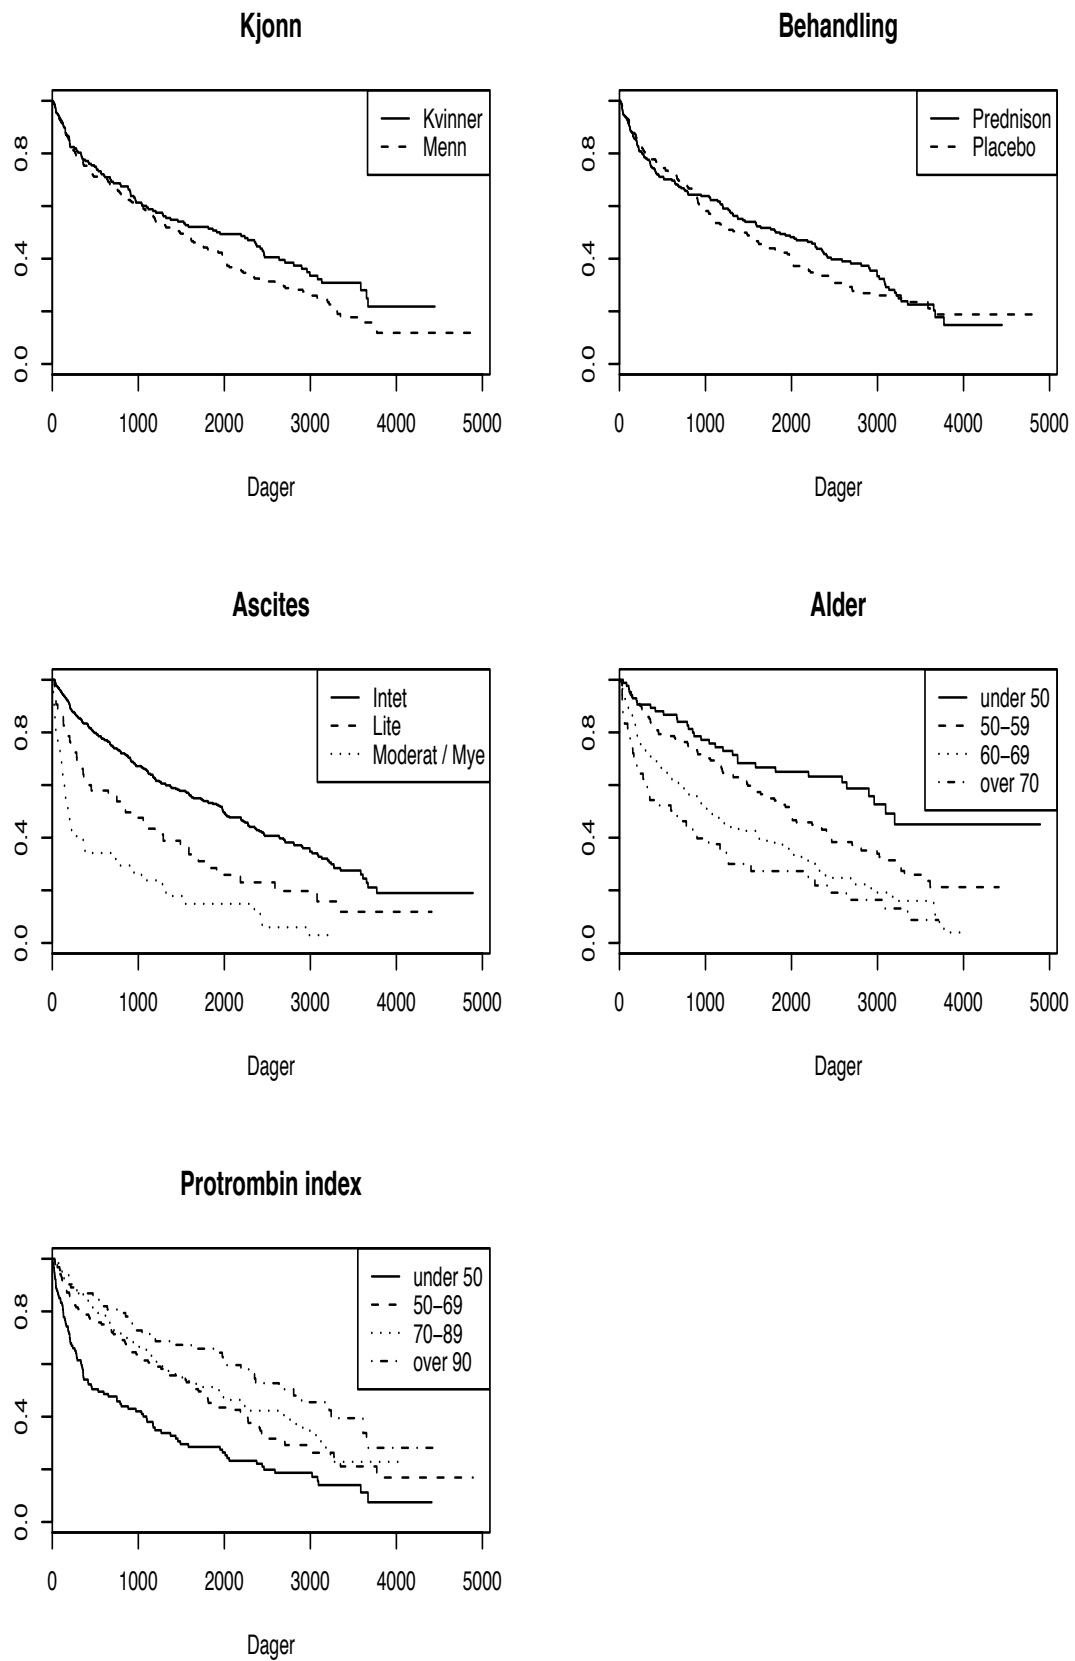 Kjonn
0.0 0.4 0.8
Kvinner
Menn
0 1000 2000 3000 4000 5000
Dager
Behandling
0.0 0.4 0.8
Prednison
Placebo
0 1000 2000 3000 4000 5000
Dager
Ascites
0.0 0.4 0.8
Intet
Lite
Moderat / Mye
0 1000 2000 3000 4000 5000
Dager
Alder
0.0 0.4 0.8
under 50
50–59
60–69
over 70
0 1000 2000 3000 4000 5000
Dager
Protrombin index
0.0 0.4 0.8
under 50
50–69
70–89
over 90
0 1000 2000 3000 4000 5000
Dager